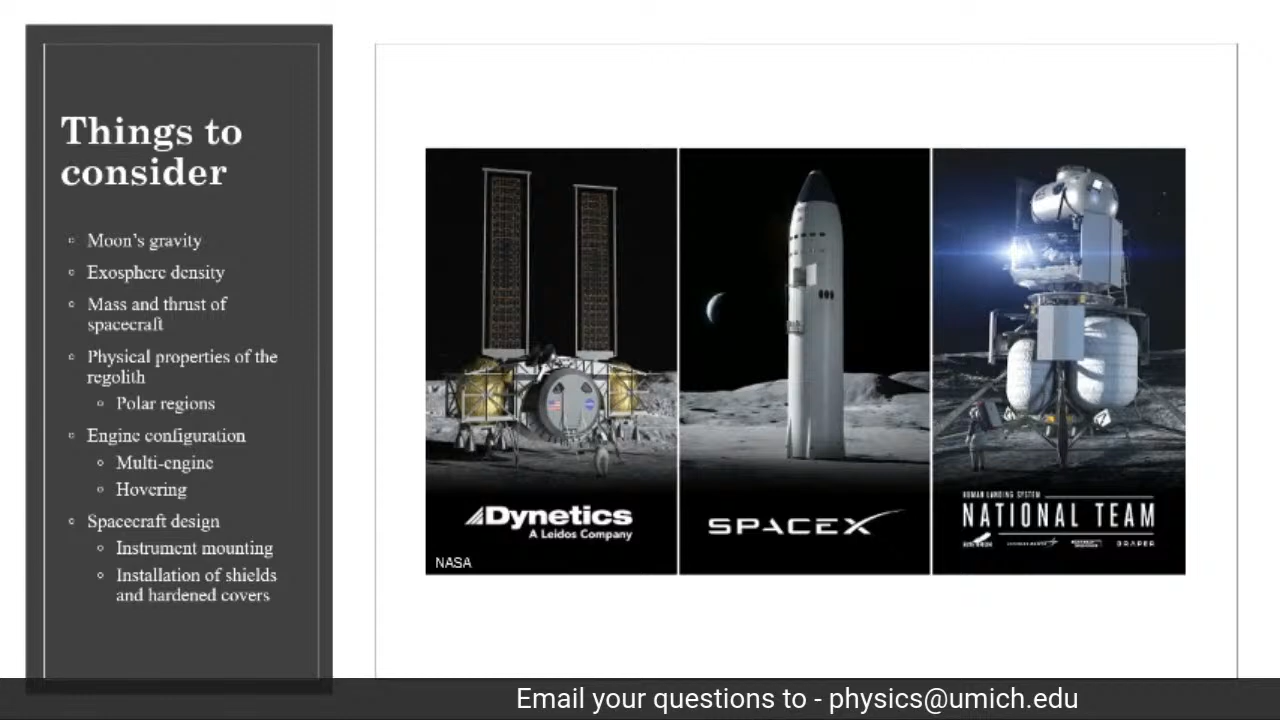 Things to
consider
Moon's gravity
Exosphere density
Mass and thrust of
spacecraft
Physical properties of the
regolith
Polar regions
Engine configuration
Multi-engine
Hovering
Spacecraft design
Instrument mounting
Installation of shields
and hardened covers
Dynetics
A Leidos Company
NASA
SPACEX
HUMAN LANDING SYSTEM
NATIONAL TEAM
DRAPER
Email your questions to - physics@umich.edu